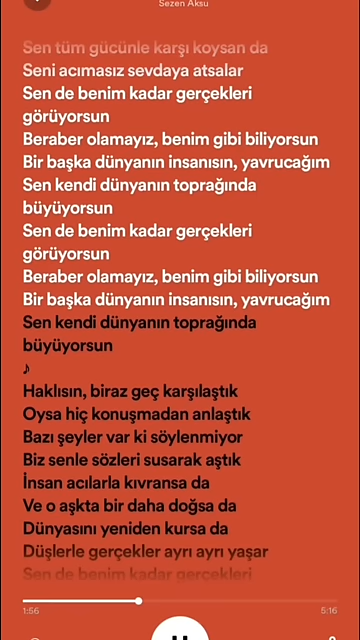 Sezen Aksu
Sen tüm gücünle karşı koysan da
Seni acımasız sevdaya atsalar
Sen de benim kadar gerçekleri
görüyorsun
Beraber olamayız, benim gibi biliyorsun
Bir başka dünyanın insanısın, yavrucağım
Sen kendi dünyanın toprağında
büyüyorsun
Sen de benim kadar gerçekleri
görüyorsun
Beraber olamayız, benim gibi biliyorsun
Bir başka dünyanın insanısın, yavrucağım
Sen kendi dünyanın toprağında
büyüyorsun
♪
Haklısın, biraz geç karşılaştık
Oysa hiç konuşmadan anlaştık
Bazı şeyler var ki söylenmiyor
Biz senle sözleri susarak aştık
İnsan acılarla kıvransa da
Ve o aşkta bir daha doğsa da
Dünyasını yeniden kursa da
Düşlerle gerçekler ayrı ayrı yaşar
Sen de benim kadar gerçekleri
1:56
5:16